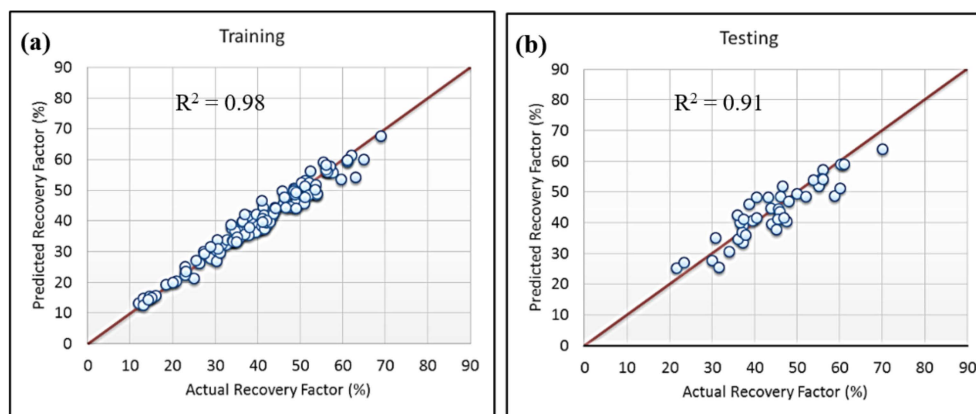 (a)
Training
R² = 0.98
Predicted Recovery Factor (%)
90
80
70
60
50
40
30
20
10
0
0 10 20 30 40 50 60 70 80 90
Actual Recovery Factor (%)
(b)
Testing
R² = 0.91
Predicted Recovery Factor (%)
90
80
70
60
50
40
30
20
10
0
0 10 20 30 40 50 60 70 80 90
Actual Recovery Factor (%)